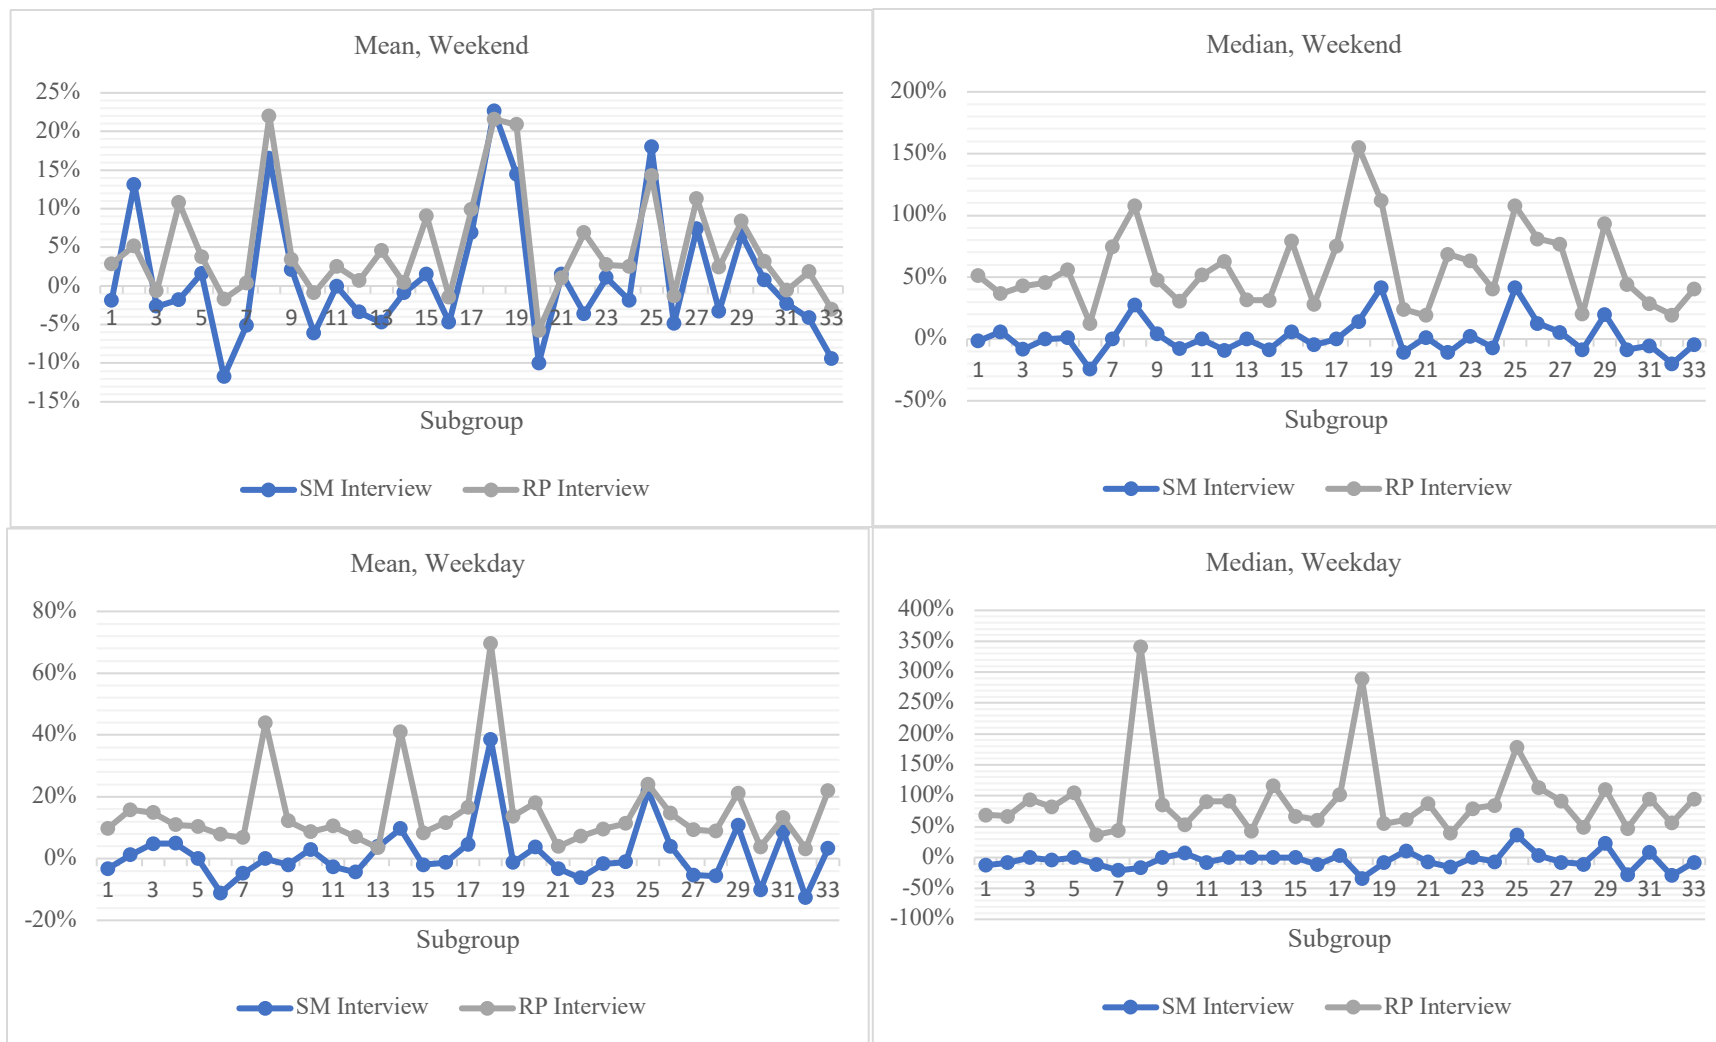 Mean, Weekend
25%
20%
15%
10%
5%
0%
-5%
-10%
-15%
1 3 5 7 9 11 13 15 17 19 21 23 25 27 29 31 33
Subgroup
SM Interview RP Interview
Median, Weekend
200%
150%
100%
50%
0%
-50%
1 3 5 7 9 11 13 15 17 19 21 23 25 27 29 31 33
Subgroup
SM Interview RP Interview
Mean, Weekday
80%
60%
40%
20%
0%
-20%
1 3 5 7 9 11 13 15 17 19 21 23 25 27 29 31 33
Subgroup
SM Interview RP Interview
Median, Weekday
400%
350%
300%
250%
200%
150%
100%
50%
0%
-50%
-100%
1 3 5 7 9 11 13 15 17 19 21 23 25 27 29 31 33
Subgroup
SM Interview RP Interview